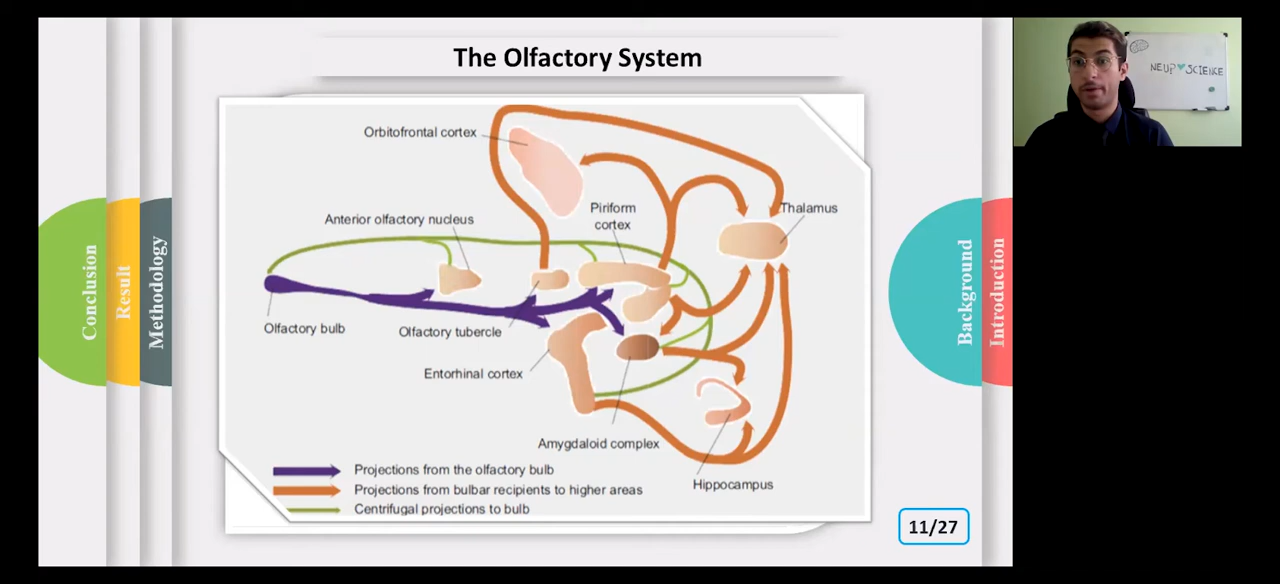 The Olfactory System
Orbitofrontal cortex
Anterior olfactory nucleus
Piriform
cortex
Thalamus
Olfactory bulb
Olfactory tubercle
Entorhinal cortex
Amygdaloid complex
Hippocampus
Projections from the olfactory bulb
Projections from bulbar recipients to higher areas
Centrifugal projections to bulb
11/27
Conclusion
Result
Methodology
Background
Introduction
SCIENCE